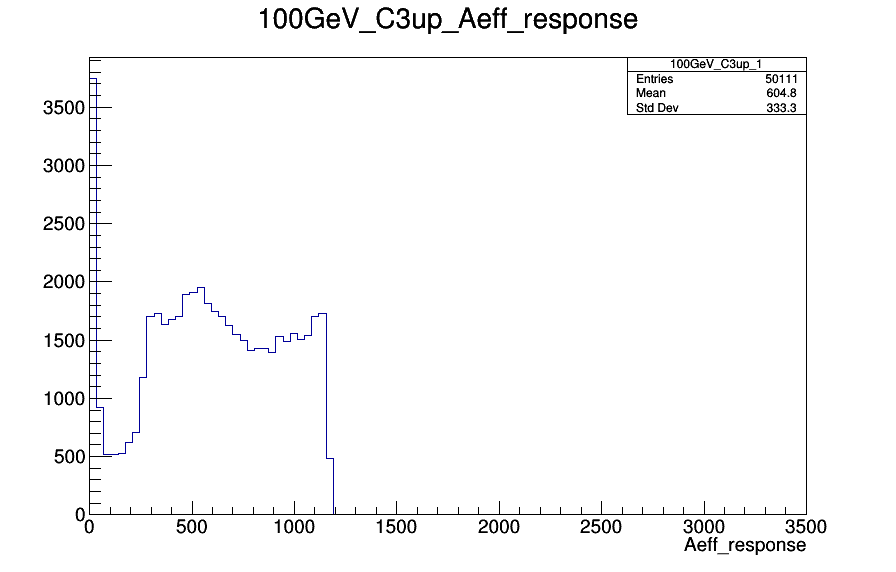 100GeV_C3up_Aeff_response
100GeV_C3up_1
Entries 50111
Mean 604.8
Std Dev 333.3
3500
3000
2500
2000
1500
1000
500
0
0 500 1000 1500 2000 2500 3000 3500
Aeff_response